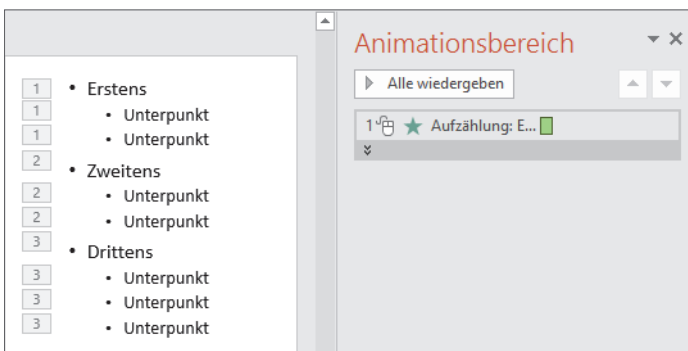 1 • Erstens
1 • Unterpunkt
1 • Unterpunkt
2 • Zweitens
2 • Unterpunkt
2 • Unterpunkt
3 • Drittens
3 • Unterpunkt
3 • Unterpunkt
3 • Unterpunkt
Animationsbereich
Alle wiedergeben
1 Aufzählung: E...